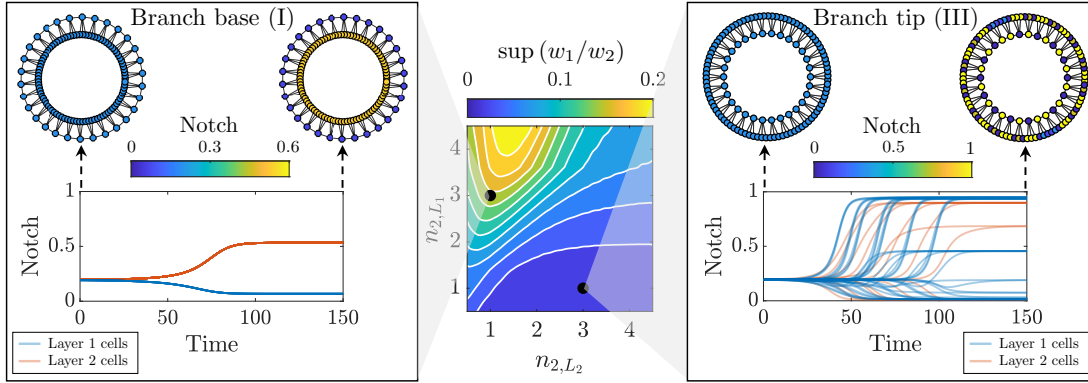 Branch base (I)
Notch
0 0.3 0.6
1
0.5
0
Notch
0 50 100 150
Time
Layer 1 cells
Layer 2 cells
sup (w₁/w₂)
0 0.1 0.2
4
3
2
1
n₂,L₁
1 2 3 4
n₂,L₂
Branch tip (III)
Notch
0 0.5 1
1
0.5
0
Notch
0 50 100 150
Time
Layer 1 cells
Layer 2 cells